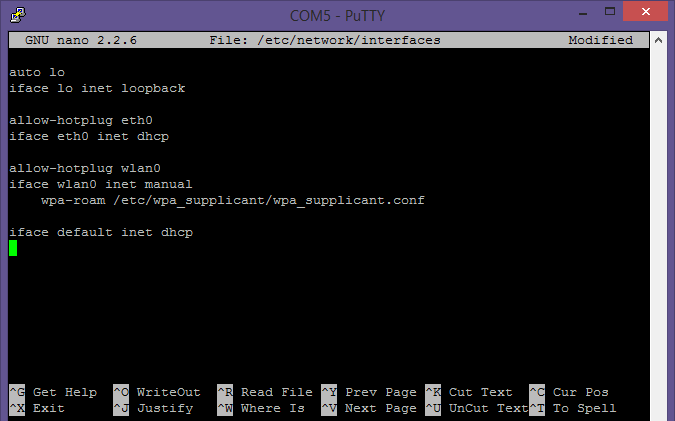 COM5 - PuTTY
GNU nano 2.2.6 File: /etc/network/interfaces Modified
auto lo
iface lo inet loopback
allow-hotplug eth0
iface eth0 inet dhcp
allow-hotplug wlan0
iface wlan0 inet manual
wpa-roam /etc/wpa_supplicant/wpa_supplicant.conf
iface default inet dhcp
^G Get Help ^O WriteOut ^R Read File ^Y Prev Page ^K Cut Text ^C Cur Pos
^X Exit ^J Justify ^W Where Is ^V Next Page ^U UnCut Text ^T To Spell